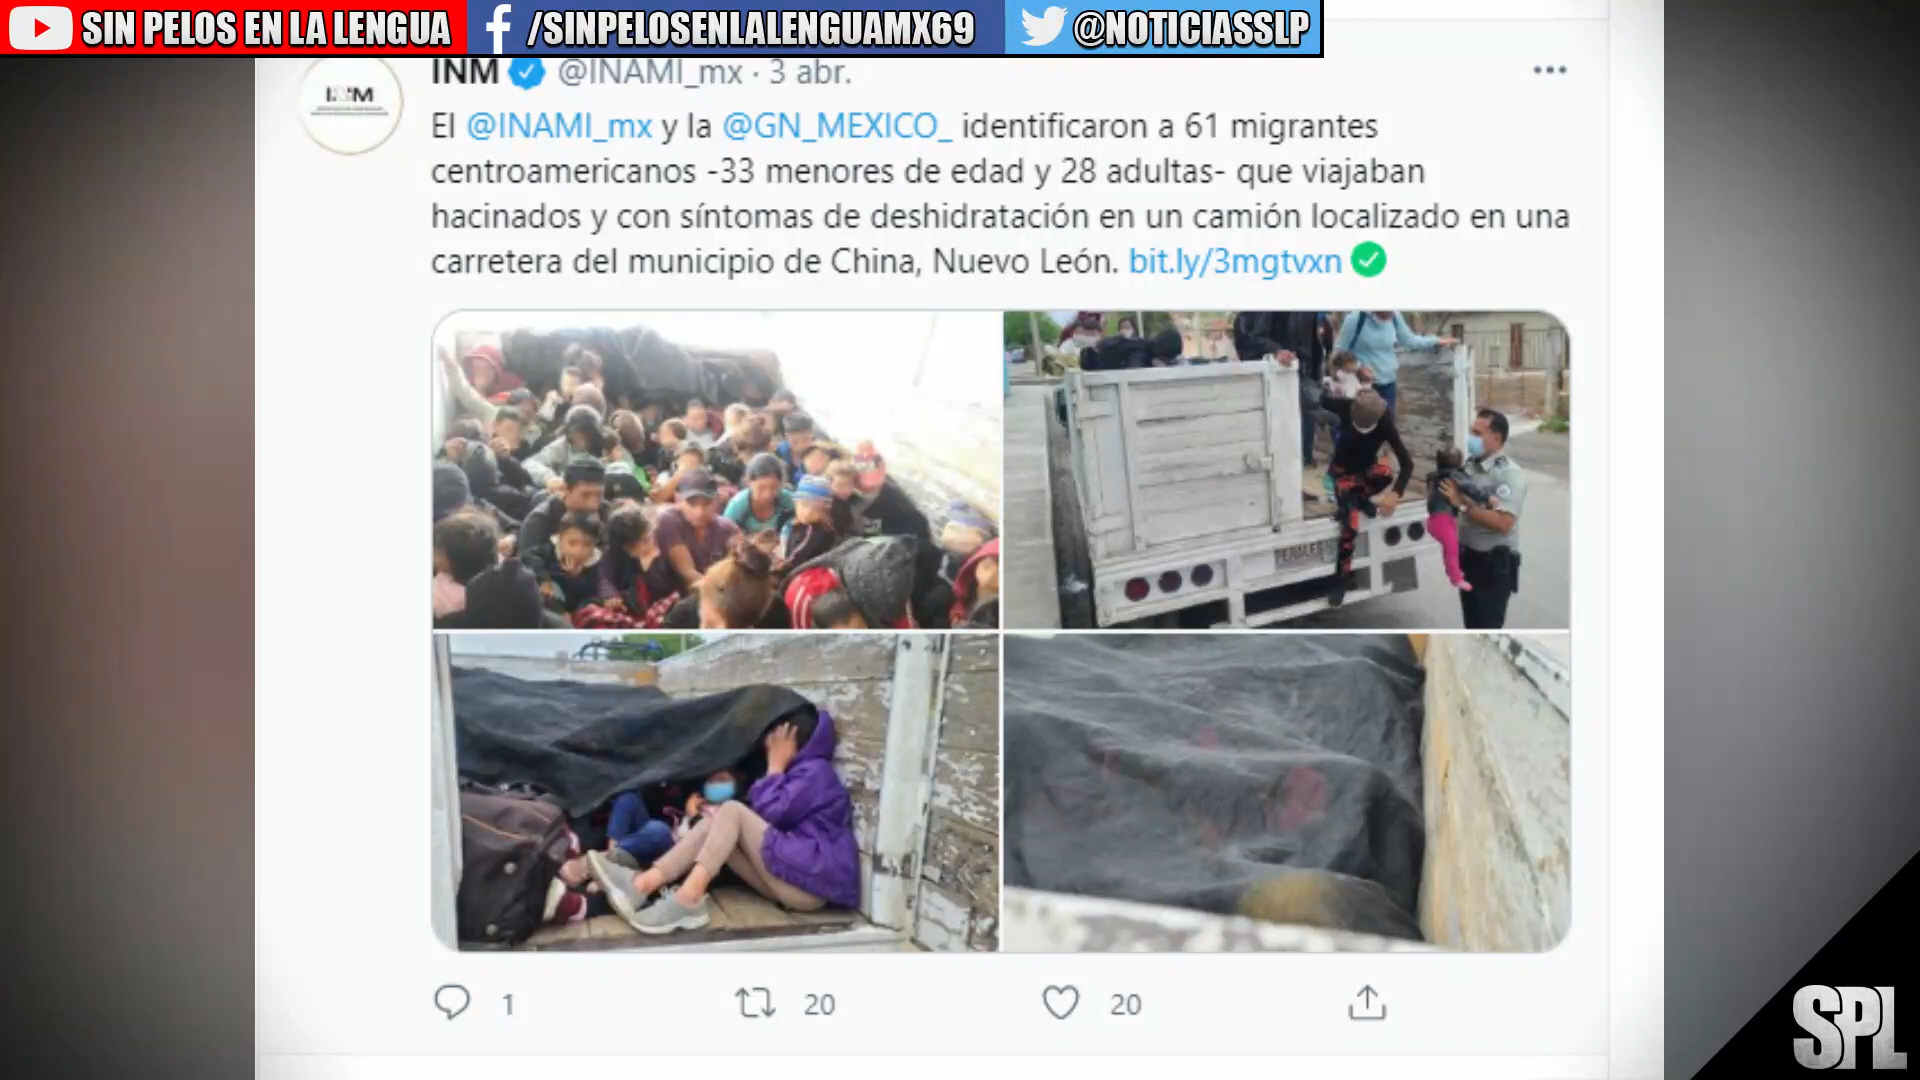 SIN PELOS EN LA LENGUA
/SINPELOSENLALENGUAMX69
@NOTICIASSLP
INM @INAMI_mx · 3 abr.
INM
El @INAMI_mx y la @GN_MEXICO_ identificaron a 61 migrantes
centroamericanos -33 menores de edad y 28 adultas- que viajaban
hacinados y con síntomas de deshidratación en un camión localizado en una
carretera del municipio de China, Nuevo León. bit.ly/3mgtvxn
1
20
20
SPL